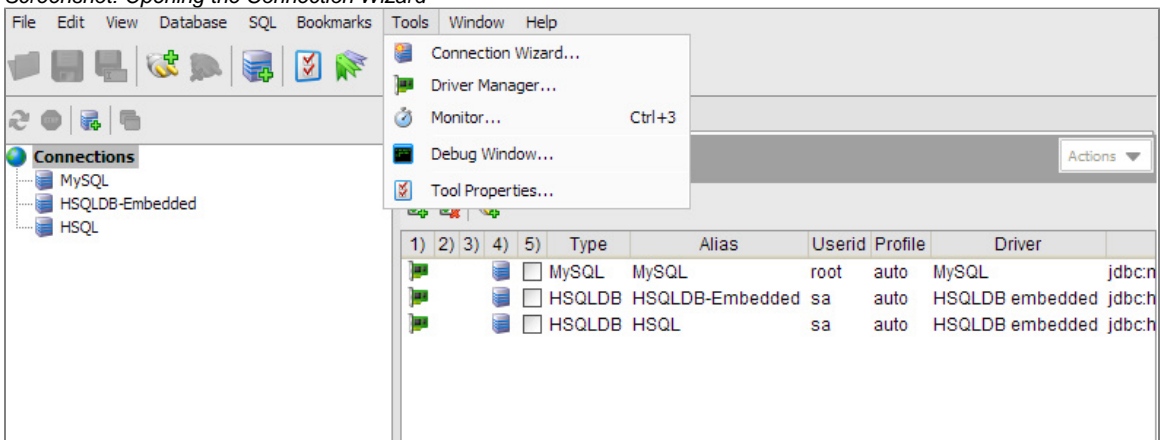 Screenshot: Opening the Connection Wizard
File Edit View Database SQL Bookmarks Tools Window Help
Connection Wizard...
Driver Manager...
Monitor... Ctrl+3
Debug Window...
Tool Properties...
Actions
Connections
MySQL
HSQLDB-Embedded
HSQL
1) 2) 3) 4) 5) Type Alias Userid Profile Driver
MySQL MySQL root auto MySQL
HSQLDB HSQLDB-Embedded sa auto HSQLDB embedded jdbc:h
HSQLDB HSQL sa auto HSQLDB embedded jdbc:h